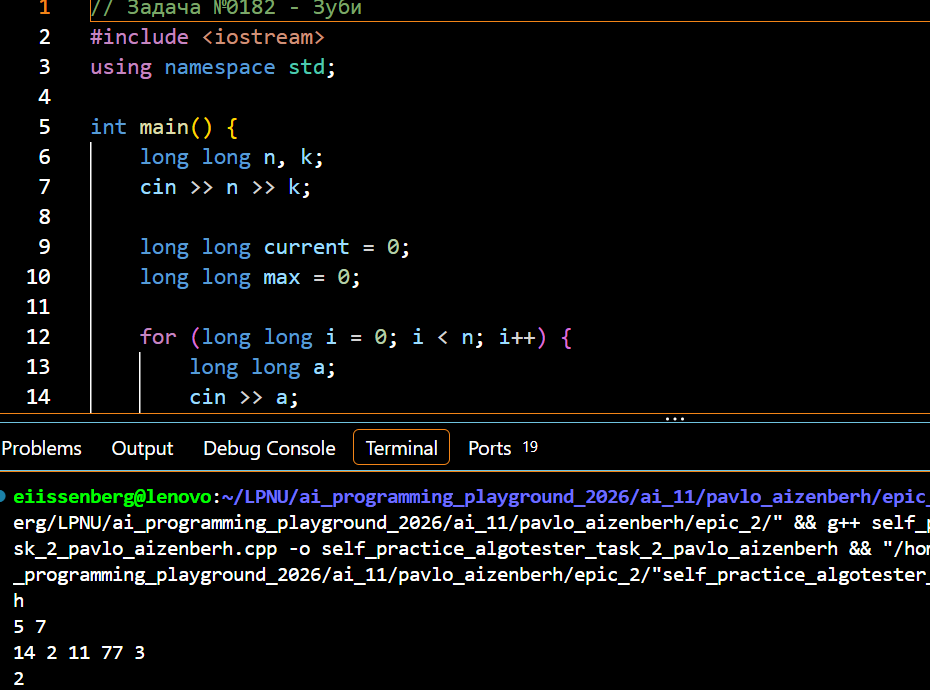 1 // Задача №0182 - Зуби
2 #include <iostream>
3 using namespace std;
4
5 int main() {
6 long long n, k;
7 cin >> n >> k;
8
9 long long current = 0;
10 long long max = 0;
11
12 for (long long i = 0; i < n; i++) {
13 long long a;
14 cin >> a;
Problems Output Debug Console Terminal Ports 19
eiissenberg@lenovo:~/LPNU/ai_programming_playground_2026/ai_11/pavlo_aizenberh/epic_
erg/LPNU/ai_programming_playground_2026/ai_11/pavlo_aizenberh/epic_2/" && g++ self_p
sk_2_pavlo_aizenberh.cpp -o self_practice_algotester_task_2_pavlo_aizenberh && "/hom
_programming_playground_2026/ai_11/pavlo_aizenberh/epic_2/"self_practice_algotester_
h
5 7
14 2 11 77 3
2